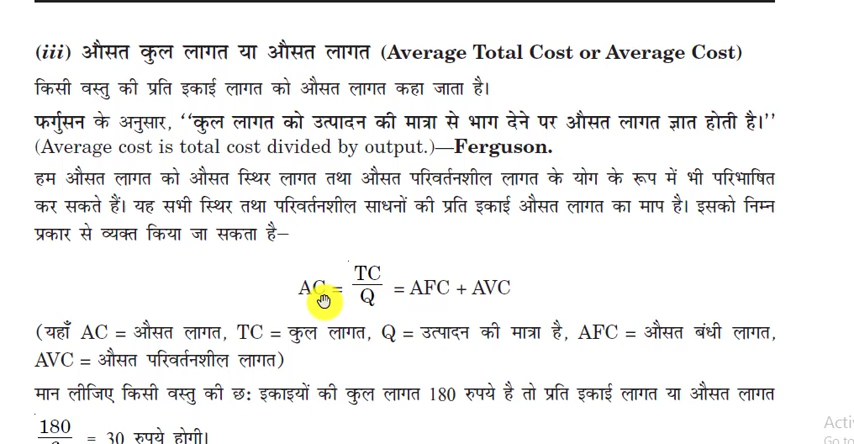 (iii) औसत कुल लागत या औसत लागत (Average Total Cost or Average Cost)
किसी वस्तु की प्रति इकाई लागत को औसत लागत कहा जाता है।
फर्गुसन के अनुसार, ‘‘कुल लागत को उत्पादन की मात्रा से भाग देने पर औसत लागत ज्ञात होती है।’’
(Average cost is total cost divided by output.)—Ferguson.
हम औसत लागत को औसत स्थिर लागत तथा औसत परिवर्तनशील लागत के योग के रूप में भी परिभाषित
कर सकते हैं। यह सभी स्थिर तथा परिवर्तनशील साधनों की प्रति इकाई औसत लागत का माप है। इसको निम्न
प्रकार से व्यक्त किया जा सकता है–
AC = TC/Q = AFC + AVC
(यहाँ AC = औसत लागत, TC = कुल लागत, Q = उत्पादन की मात्रा है, AFC = औसत बंधी लागत,
AVC = औसत परिवर्तनशील लागत)
मान लीजिए किसी वस्तु की छः इकाइयों की कुल लागत 180 रुपये है तो प्रति इकाई लागत या औसत लागत
180 = 30 रुपये होगी।